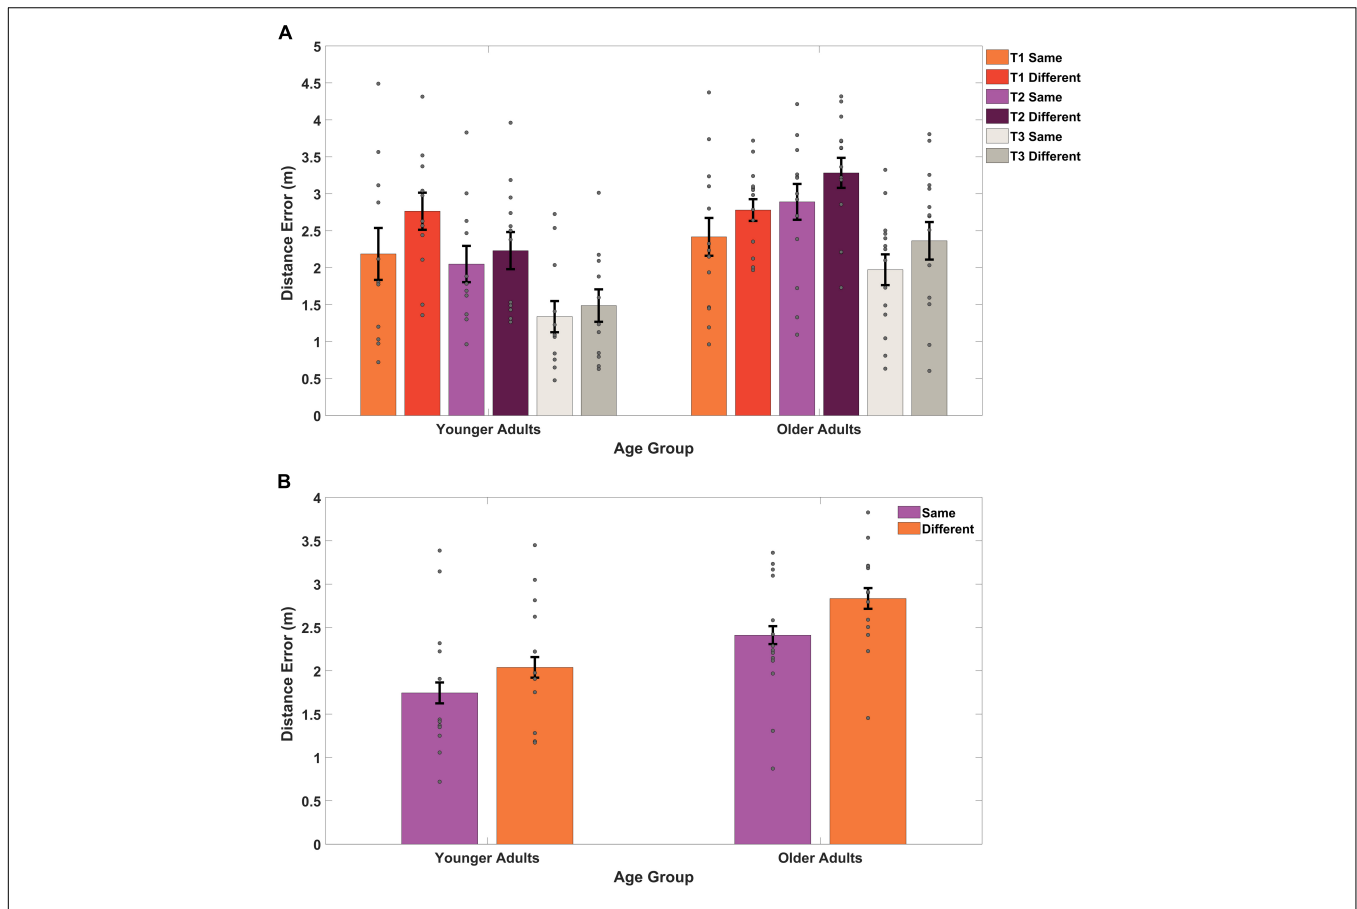 A
5
4.5
4
3.5
3
2.5
2
1.5
1
0.5
0
Distance Error (m)
Younger Adults
Older Adults
Age Group
T1 Same
T1 Different
T2 Same
T2 Different
T3 Same
T3 Different
B
4
3.5
3
2.5
2
1.5
1
0.5
0
Distance Error (m)
Younger Adults
Older Adults
Age Group
Same
Different